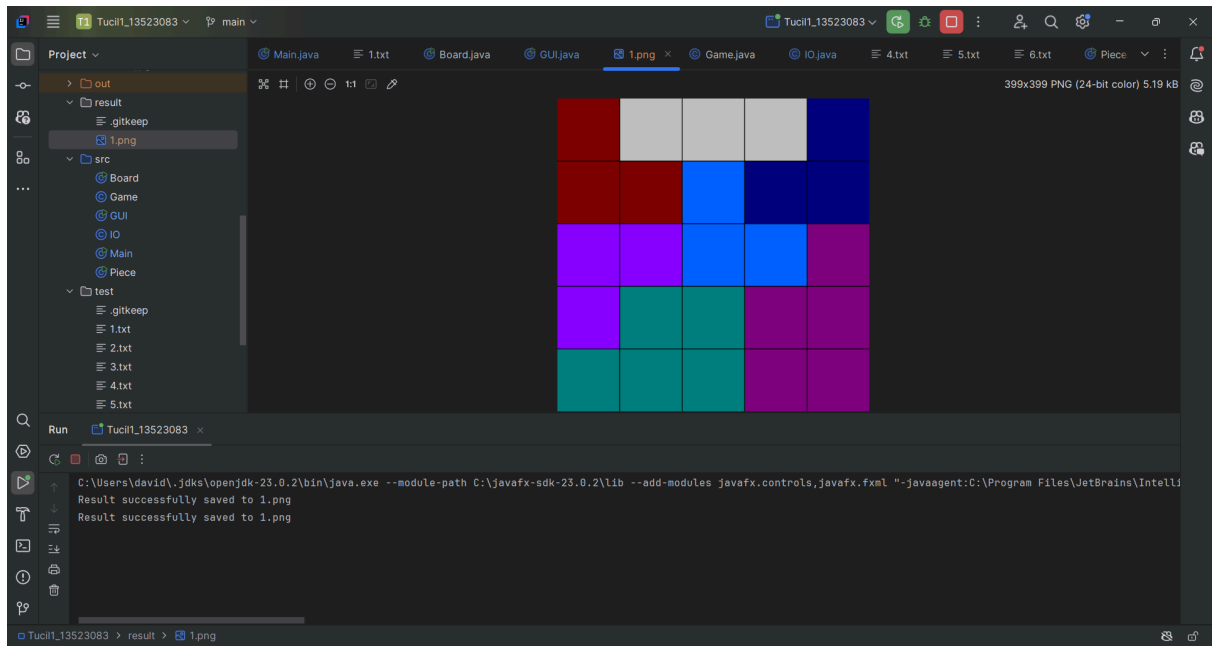 T1 Tucil1_13523083 main Tucil1_13523083
Project
Main.java 1.txt Board.java GUI.java 1.png Game.java IO.java 4.txt 5.txt 6.txt Piece
out
1:1 399x399 PNG (24-bit color) 5.19 kB
result
.gitkeep
1.png
src
Board
Game
GUI
IO
Main
Piece
test
.gitkeep
1.txt
2.txt
3.txt
4.txt
5.txt
Run Tucil1_13523083
C:\Users\david\.jdks\openjdk-23.0.2\bin\java.exe --module-path C:\javafx-sdk-23.0.2\lib --add-modules javafx.controls,javafx.fxml "-javaagent:C:\Program Files\JetBrains\Intelli
Result successfully saved to 1.png
Result successfully saved to 1.png
Tucil1_13523083 > result > 1.png